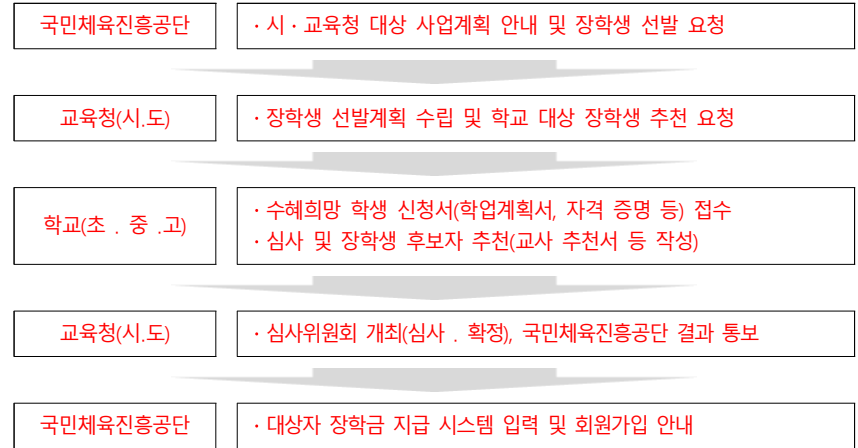 국민체육진흥공단
· 시 · 교육청 대상 사업계획 안내 및 장학생 선발 요청
교육청(시.도)
· 장학생 선발계획 수립 및 학교 대상 장학생 추천 요청
학교(초 . 중 .고)
· 수혜희망 학생 신청서(학업계획서, 자격 증명 등) 접수
· 심사 및 장학생 후보자 추천(교사 추천서 등 작성)
교육청(시.도)
· 심사위원회 개최(심사 . 확정), 국민체육진흥공단 결과 통보
국민체육진흥공단
· 대상자 장학금 지급 시스템 입력 및 회원가입 안내